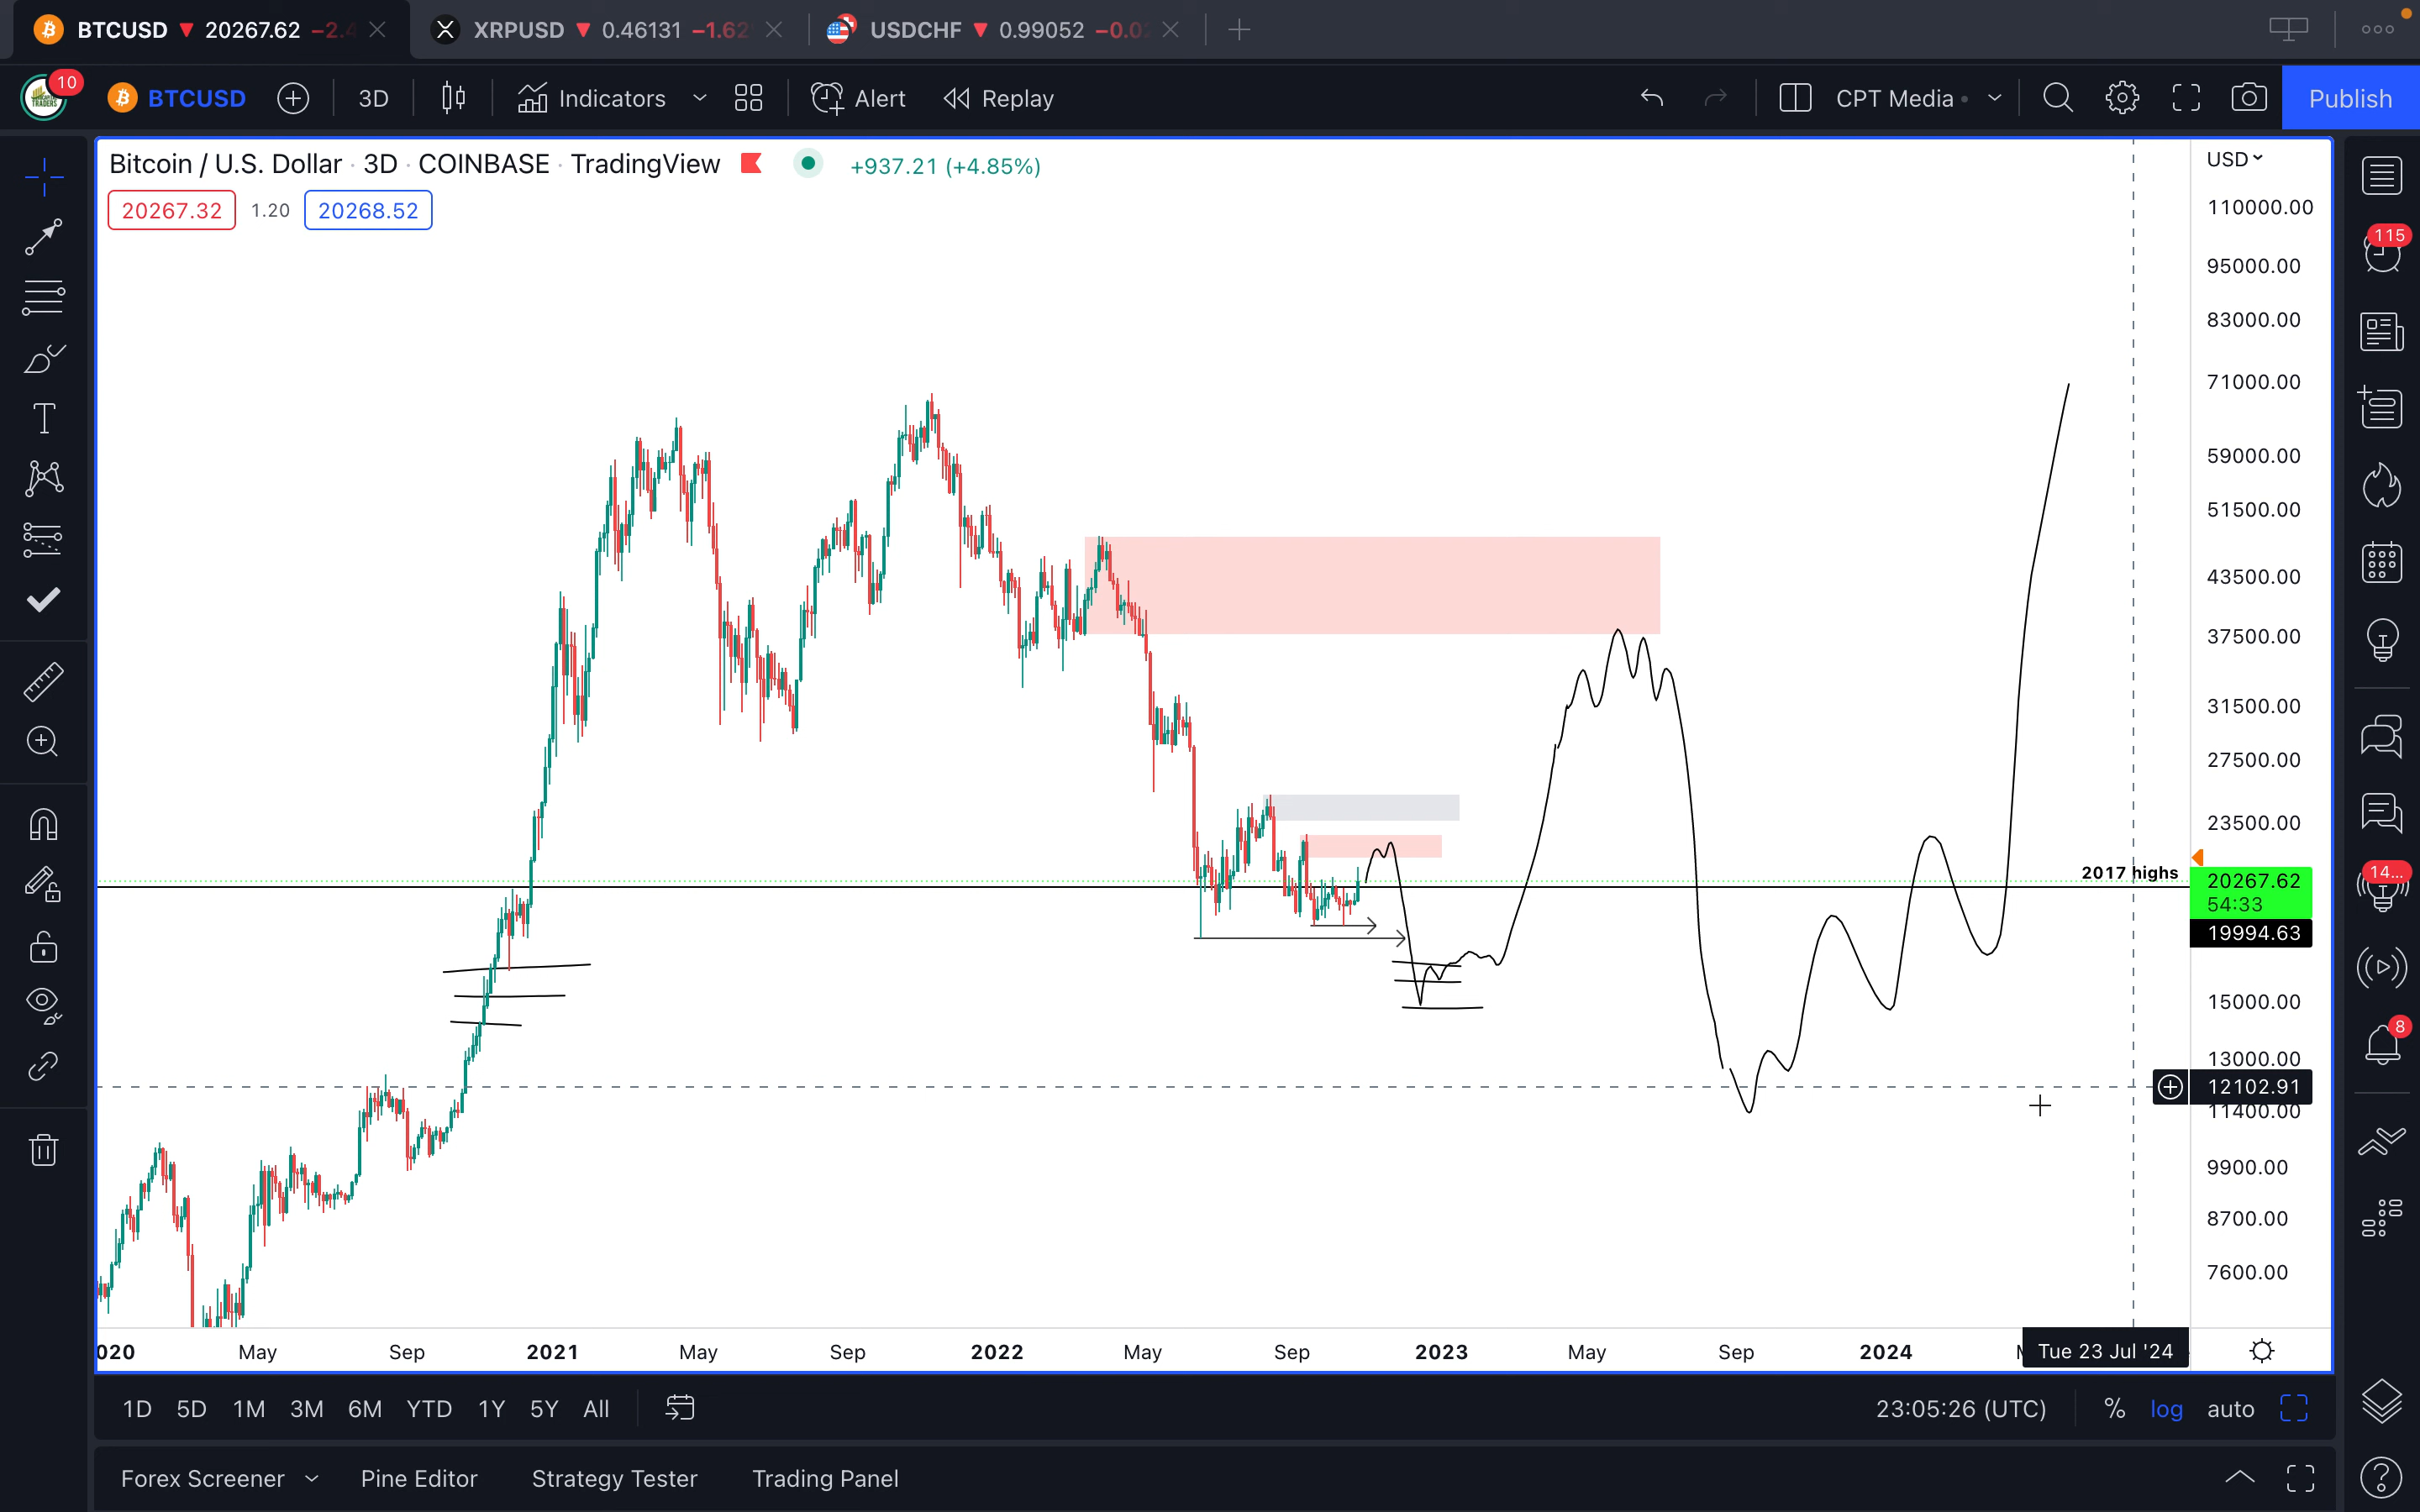 BTCUSD 20267.62 −2.4 XRPUSD 0.46131 −1.62 USDCHF 0.99052 −0.0
10 BTCUSD 3D Indicators Alert Replay CPT Media Publish
TRADERS
Bitcoin / U.S. Dollar · 3D · COINBASE · TradingView +937.21 (+4.85%)
20267.32 1.20 20268.52
USD
110000.00
95000.00
83000.00
71000.00
59000.00
51500.00
43500.00
37500.00
31500.00
27500.00
23500.00
2017 highs
20267.62
54:33
19994.63
15000.00
13000.00
12102.91
11400.00
9900.00
8700.00
7600.00
115
14...
8
020 May Sep 2021 May Sep 2022 May Sep 2023 May Sep 2024 Tue 23 Jul '24
1D 5D 1M 3M 6M YTD 1Y 5Y All 23:05:26 (UTC) % log auto
Forex Screener Pine Editor Strategy Tester Trading Panel